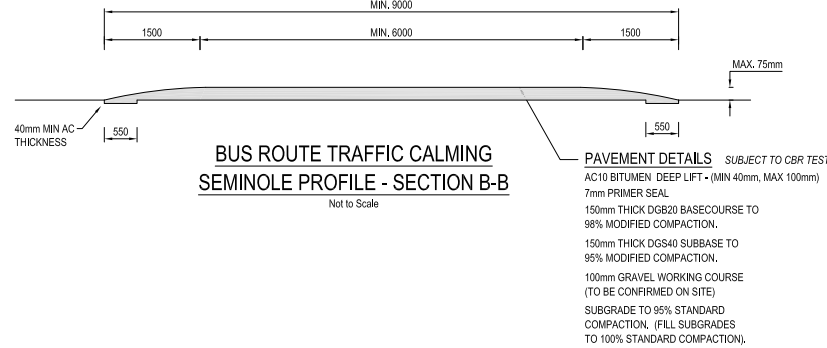 MIN. 9000
1500
MIN. 6000
1500
MAX. 75mm
40mm MIN AC
THICKNESS
550
550
BUS ROUTE TRAFFIC CALMING
SEMINOLE PROFILE - SECTION B-B
Not to Scale
PAVEMENT DETAILS SUBJECT TO CBR TEST
AC10 BITUMEN DEEP LIFT - (MIN 40mm, MAX 100mm)
7mm PRIMER SEAL
150mm THICK DGB20 BASECOURSE TO
98% MODIFIED COMPACTION.
150mm THICK DGS40 SUBBASE TO
95% MODIFIED COMPACTION.
100mm GRAVEL WORKING COURSE
(TO BE CONFIRMED ON SITE)
SUBGRADE TO 95% STANDARD
COMPACTION. (FILL SUBGRADES
TO 100% STANDARD COMPACTION).